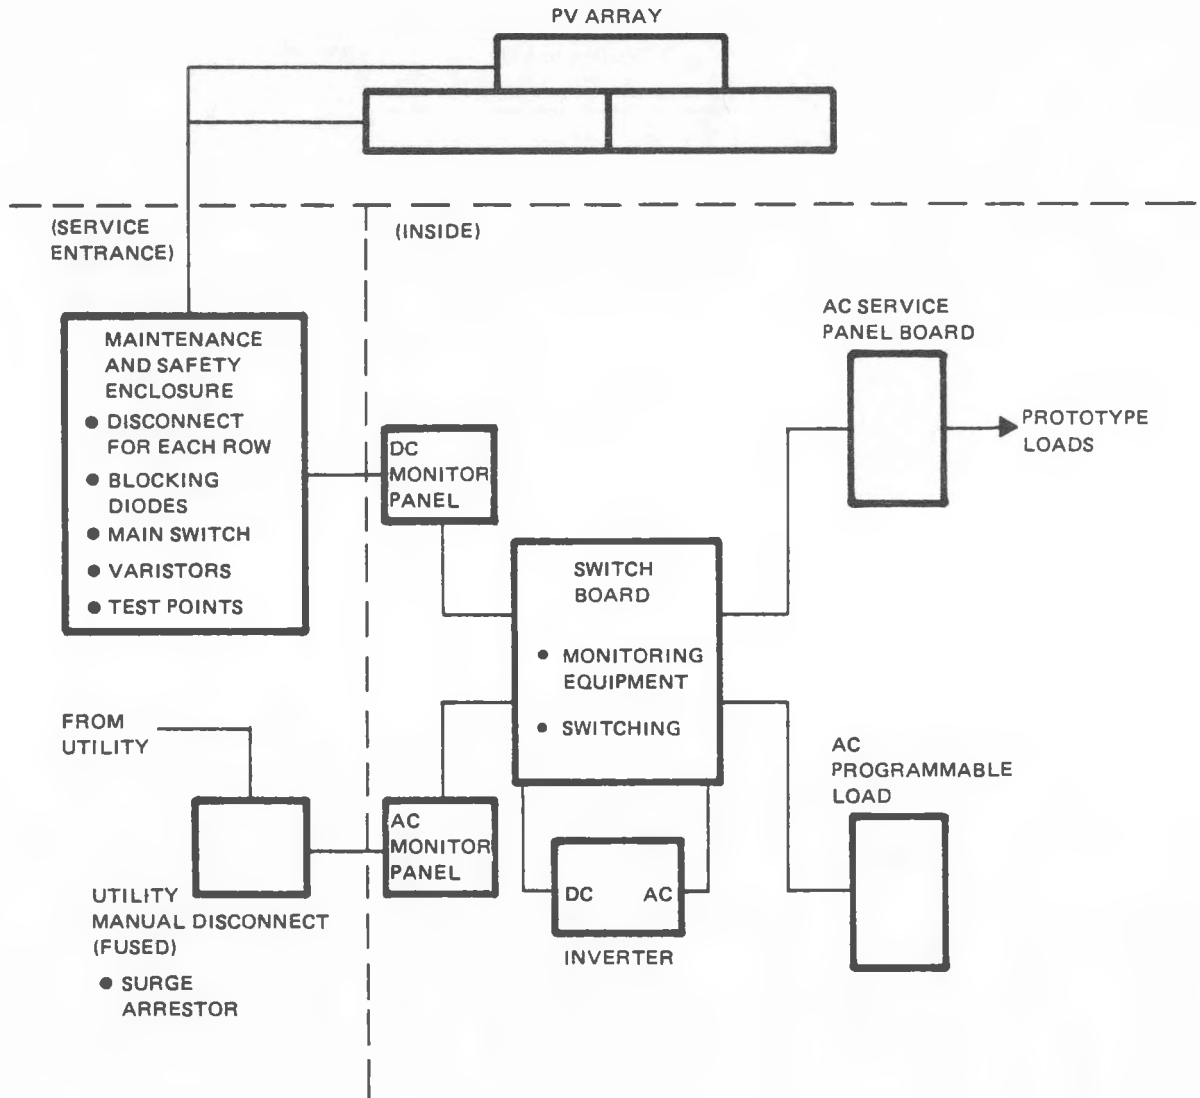 PV ARRAY
(SERVICE
ENTRANCE)
(INSIDE)
MAINTENANCE
AND SAFETY
ENCLOSURE
● DISCONNECT
FOR EACH ROW
● BLOCKING
DIODES
● MAIN SWITCH
● VARISTORS
● TEST POINTS
DC
MONITOR
PANEL
AC SERVICE
PANEL BOARD
PROTOTYPE
LOADS
SWITCH
BOARD
● MONITORING
EQUIPMENT
● SWITCHING
FROM
UTILITY
AC
MONITOR
PANEL
AC
PROGRAMMABLE
LOAD
DC AC
INVERTER
UTILITY
MANUAL DISCONNECT
(FUSED)
● SURGE
ARRESTOR